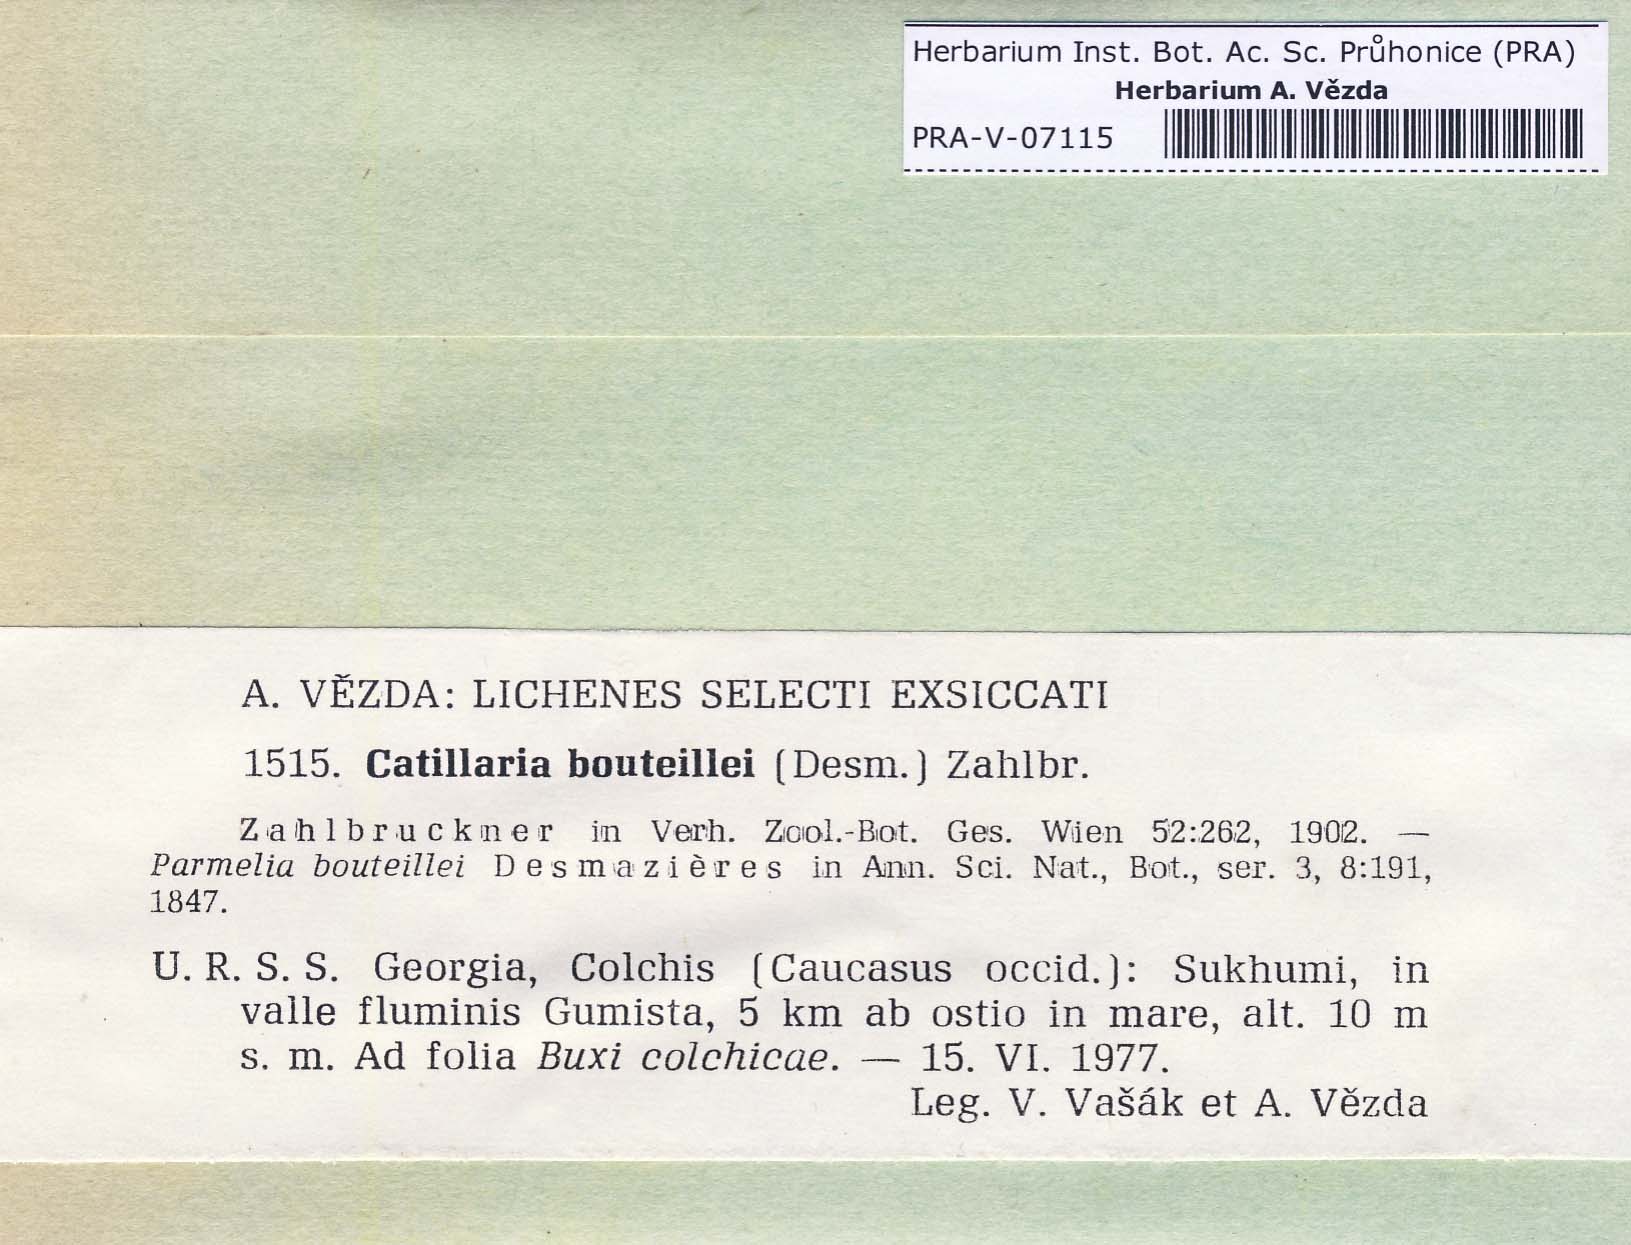 Herbarium Inst. Bot. Ac. Sc. Průhonice (PRA)
Herbarium A. Vězda
PRA-V-07115
A. VĚZDA: LICHENES SELECTI EXSICCATI
1515. Catillaria bouteillei (Desm.) Zahlbr.
Zahlbruckner in Verh. Zool.-Bot. Ges. Wien 52:262, 1902. —
Parmelia bouteillei Desmazières in Ann. Sci. Nat., Bot., ser. 3, 8:191,
1847.
U. R. S. S. Georgia, Colchis (Caucasus occid.): Sukhumi, in
valle fluminis Gumista, 5 km ab ostio in mare, alt. 10 m
s. m. Ad folia Buxi colchicae. — 15. VI. 1977.
Leg. V. Vašák et A. Vězda